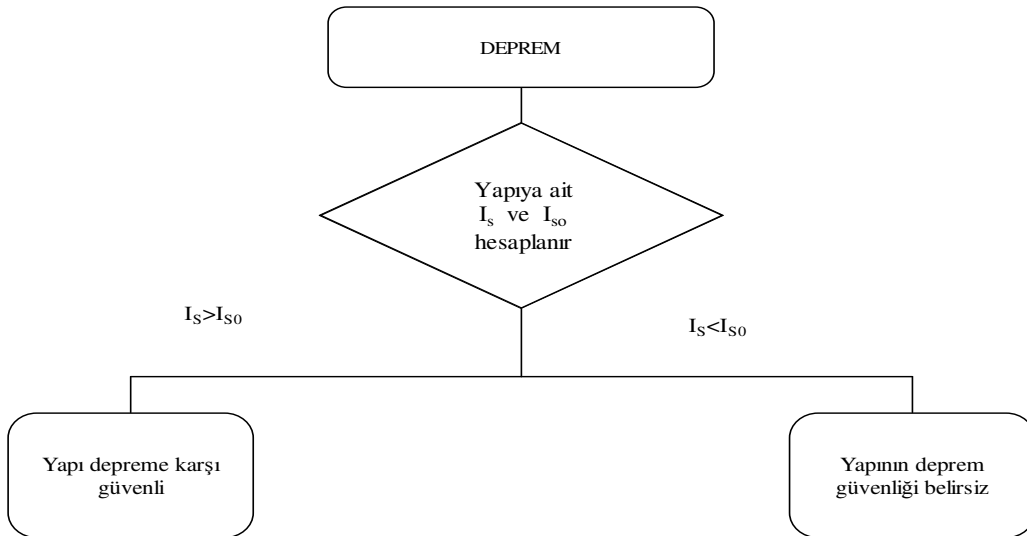 DEPREM
Yapıya ait
Is ve Iso
hesaplanır
IS>IS0
IS<IS0
Yapı depreme karşı
güvenli
Yapının deprem
güvenliği belirsiz